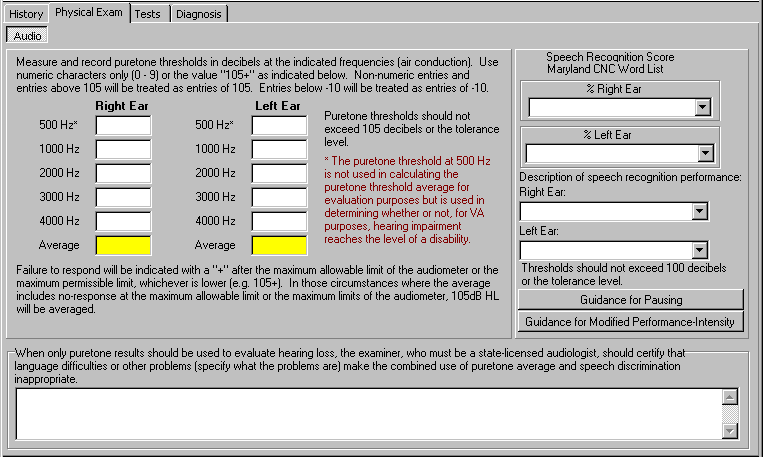 History Physical Exam Tests Diagnosis
Audio
Measure and record puretone thresholds in decibels at the indicated frequencies (air conduction).  Use
numeric characters only (0 - 9) or the value "105+" as indicated below.  Non-numeric entries and
entries above 105 will be treated as entries of 105.  Entries below -10 will be treated as entries of -10.
Right Ear Left Ear
500 Hz* 500 Hz*
1000 Hz 1000 Hz
2000 Hz 2000 Hz
3000 Hz 3000 Hz
4000 Hz 4000 Hz
Average Average
Puretone thresholds should not
exceed 105 decibels or the tolerance
level.
* The puretone threshold at 500 Hz
is not used in calculating the
puretone threshold average for
evaluation purposes but is used in
determining whether or not, for VA
purposes, hearing impairment
reaches the level of a disability.
Failure to respond will be indicated with a "+" after the maximum allowable limit of the audiometer or the
maximum permissible limit, whichever is lower (e.g. 105+).  In those circumstances where the average
includes no-response at the maximum allowable limit or the maximum limits of the audiometer, 105dB HL
will be averaged.
Speech Recognition Score
Maryland CNC Word List
% Right Ear
% Left Ear
Description of speech recognition performance:
Right Ear:
Left Ear:
Thresholds should not exceed 100 decibels
or the tolerance level.
Guidance for Pausing
Guidance for Modified Performance-Intensity
When only puretone results should be used to evaluate hearing loss, the examiner, who must be a state-licensed audiologist, should certify that
language difficulties or other problems (specify what the problems are) make the combined use of puretone average and speech discrimination
inappropriate.